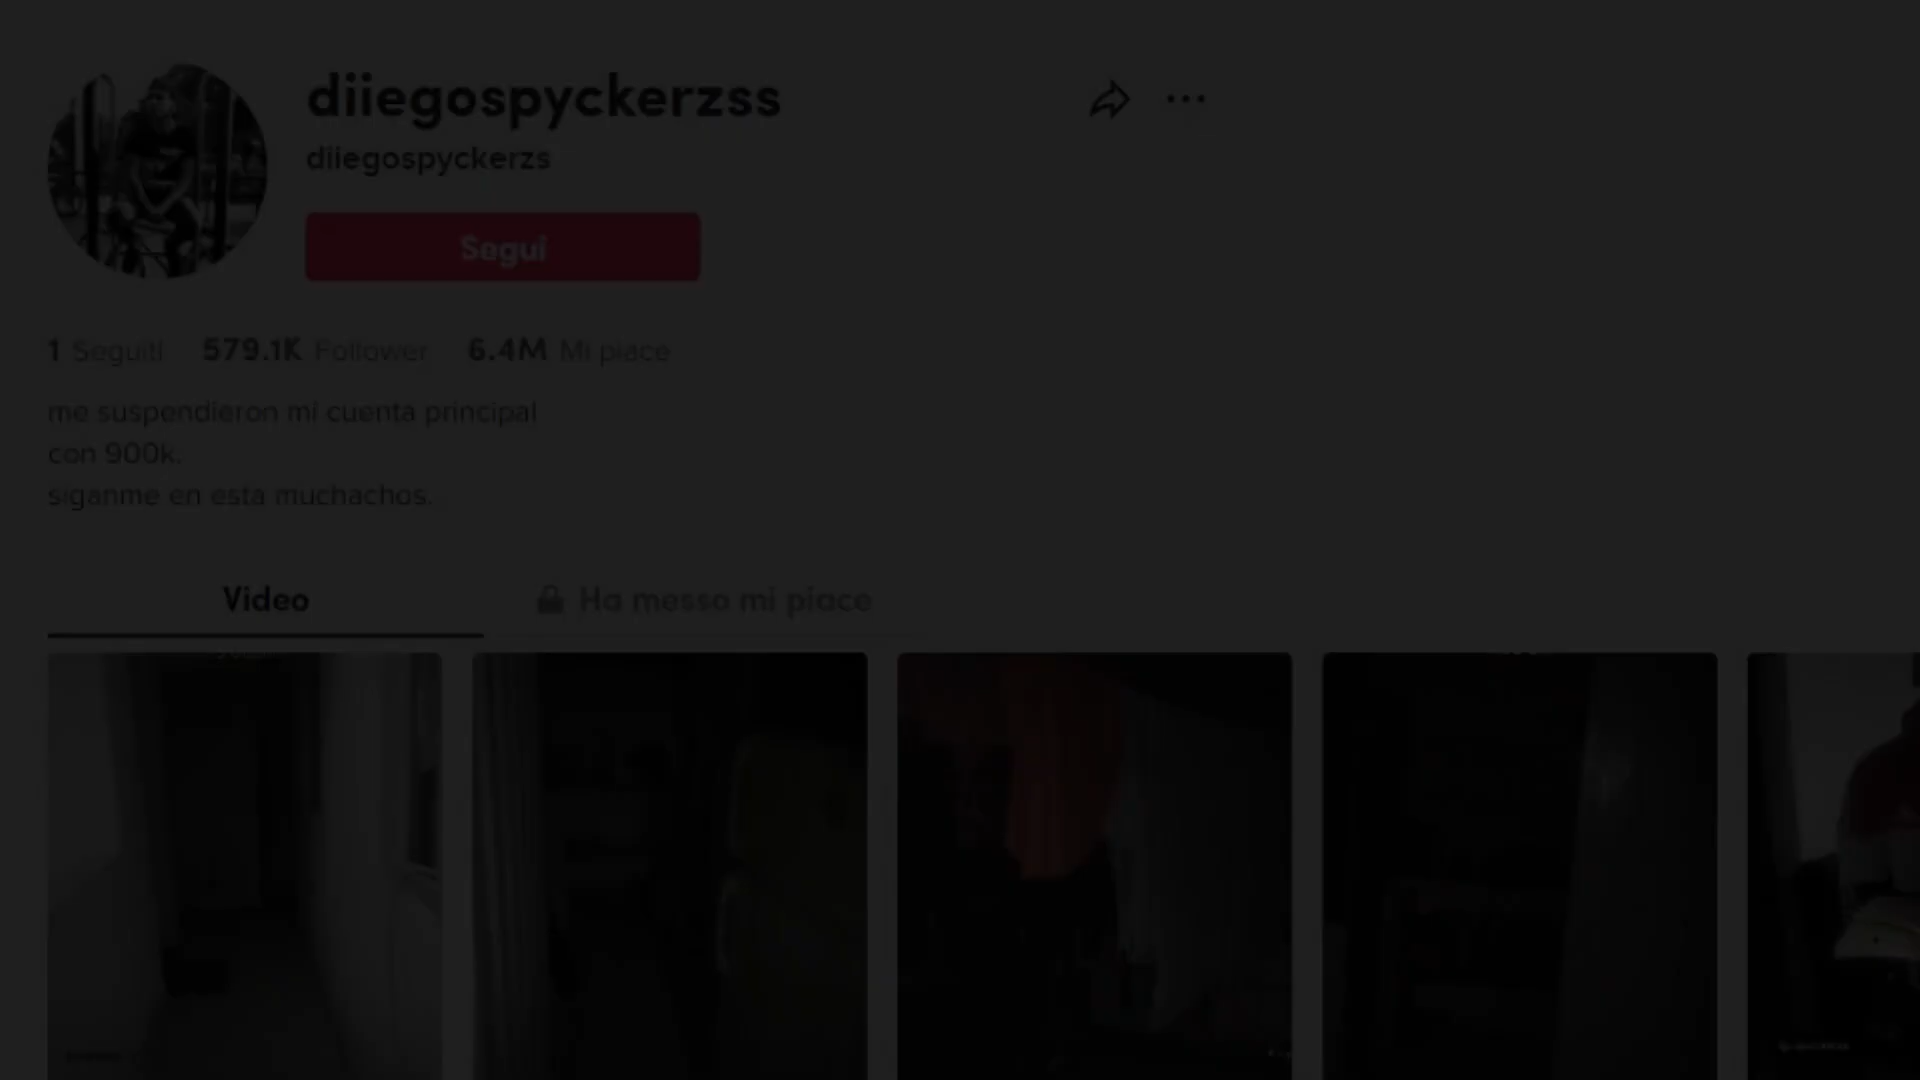 diiegospyckerzss
diiegospyckerzs
Segui
1 Seguiti 579.1K Follower 6.4M Mi piace
me suspendieron mi cuenta principal
con 900k.
siganme en esta muchachos.
Video
Ha messo mi piace